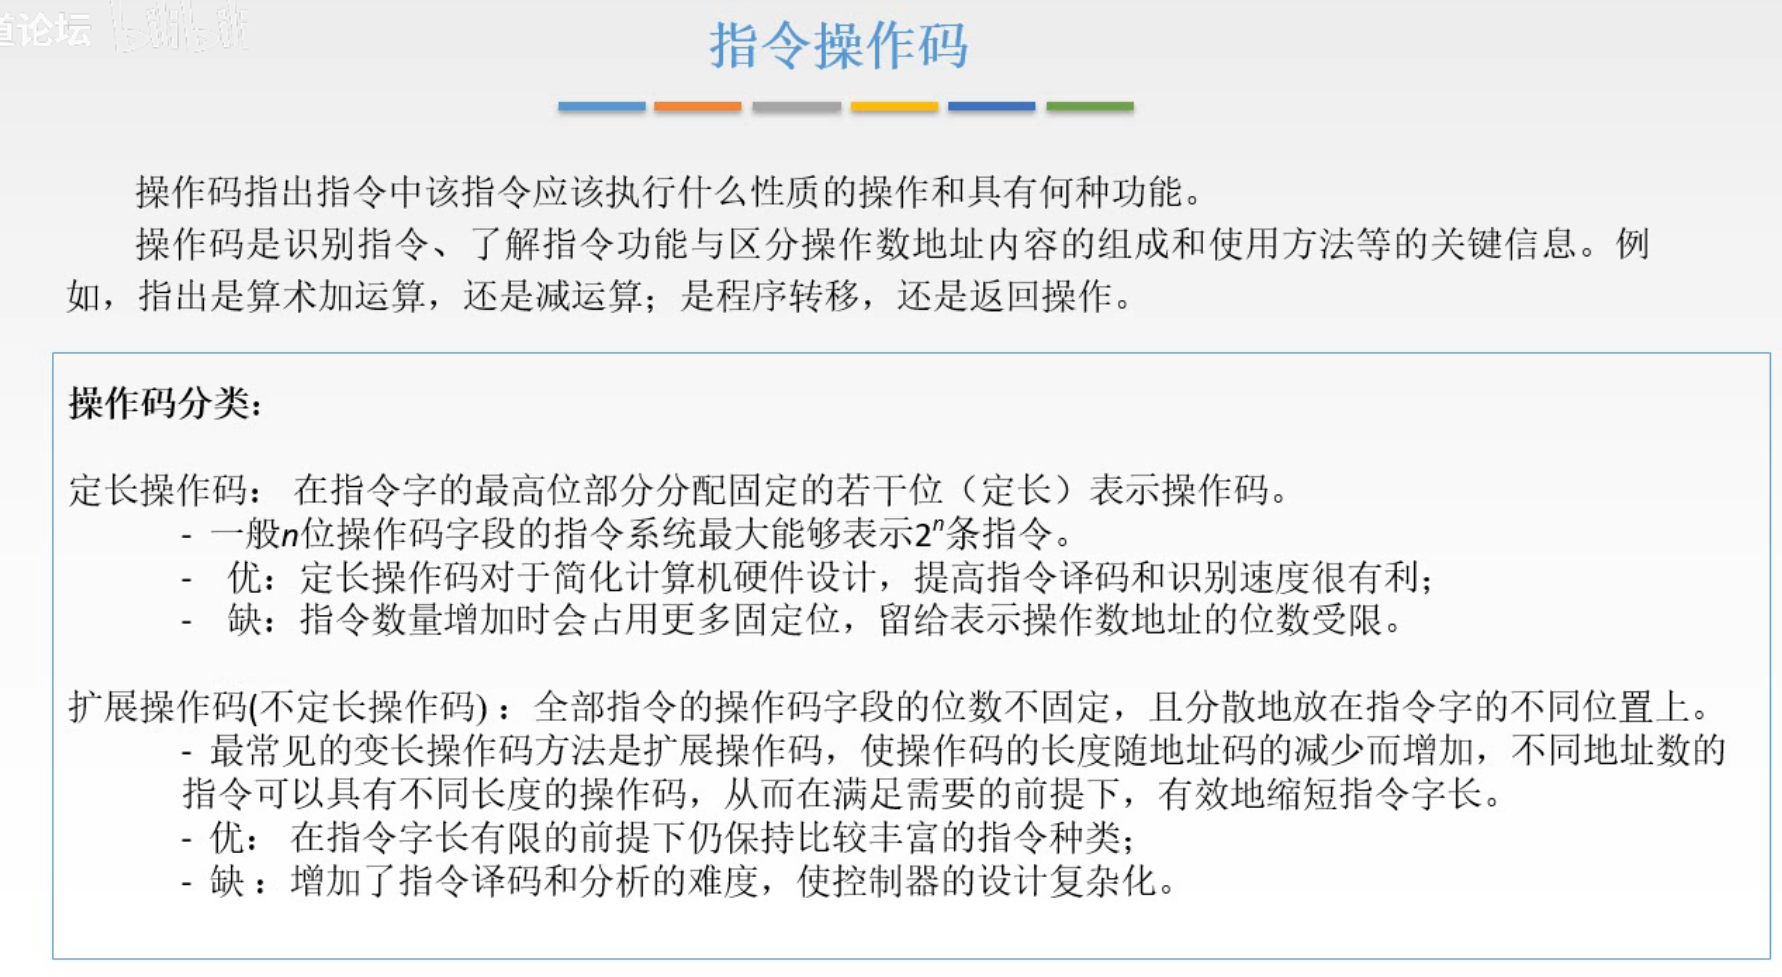 道论坛 bilibili
指令操作码
操作码指出指令中该指令应该执行什么性质的操作和具有何种功能。
操作码是识别指令、了解指令功能与区分操作数地址内容的组成和使用方法等的关键信息。例
如，指出是算术加运算，还是减运算；是程序转移，还是返回操作。
操作码分类：
定长操作码： 在指令字的最高位部分分配固定的若干位（定长）表示操作码。
- 一般n位操作码字段的指令系统最大能够表示2ⁿ条指令。
- 优：定长操作码对于简化计算机硬件设计，提高指令译码和识别速度很有利；
- 缺：指令数量增加时会占用更多固定位，留给表示操作数地址的位数受限。
扩展操作码(不定长操作码)： 全部指令的操作码字段的位数不固定，且分散地放在指令字的不同位置上。
- 最常见的变长操作码方法是扩展操作码，使操作码的长度随地址码的减少而增加，不同地址数的
指令可以具有不同长度的操作码，从而在满足需要的前提下，有效地缩短指令字长。
- 优： 在指令字长有限的前提下仍保持比较丰富的指令种类；
- 缺 ：增加了指令译码和分析的难度，使控制器的设计复杂化。